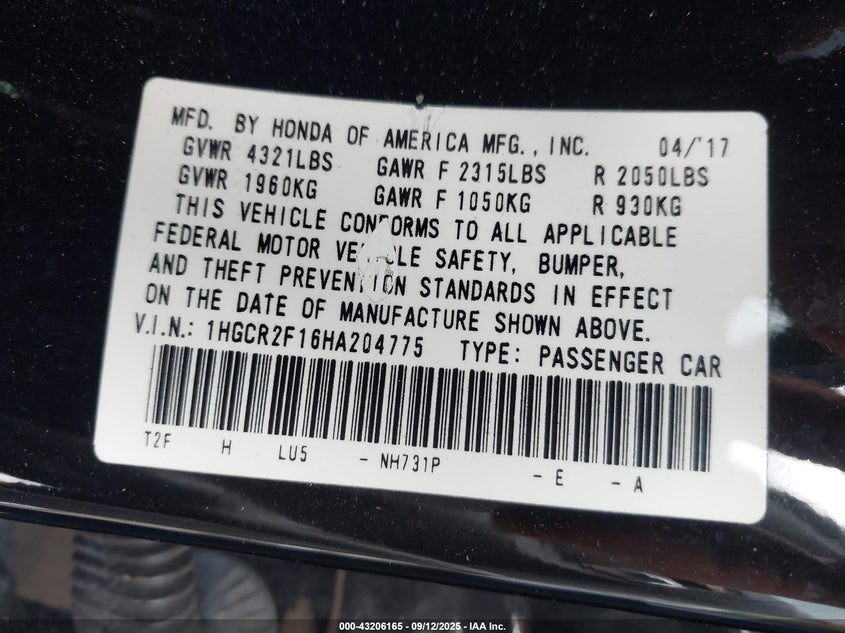 MFD. BY HONDA OF AMERICA MFG., INC. 04/'17
GVWR 4321LBS GAWR F 2315LBS R 2050LBS
GVWR 1960KG GAWR F 1050KG R 930KG
THIS VEHICLE CONFORMS TO ALL APPLICABLE
FEDERAL MOTOR VEHICLE SAFETY, BUMPER,
AND THEFT PREVENTION STANDARDS IN EFFECT
ON THE DATE OF MANUFACTURE SHOWN ABOVE.
V.I.N.: 1HGCR2F16HA204775 TYPE: PASSENGER CAR
T2F H LU5 - NH731P - E - A
000-43206165 - 09/12/2025 - IAA Inc.